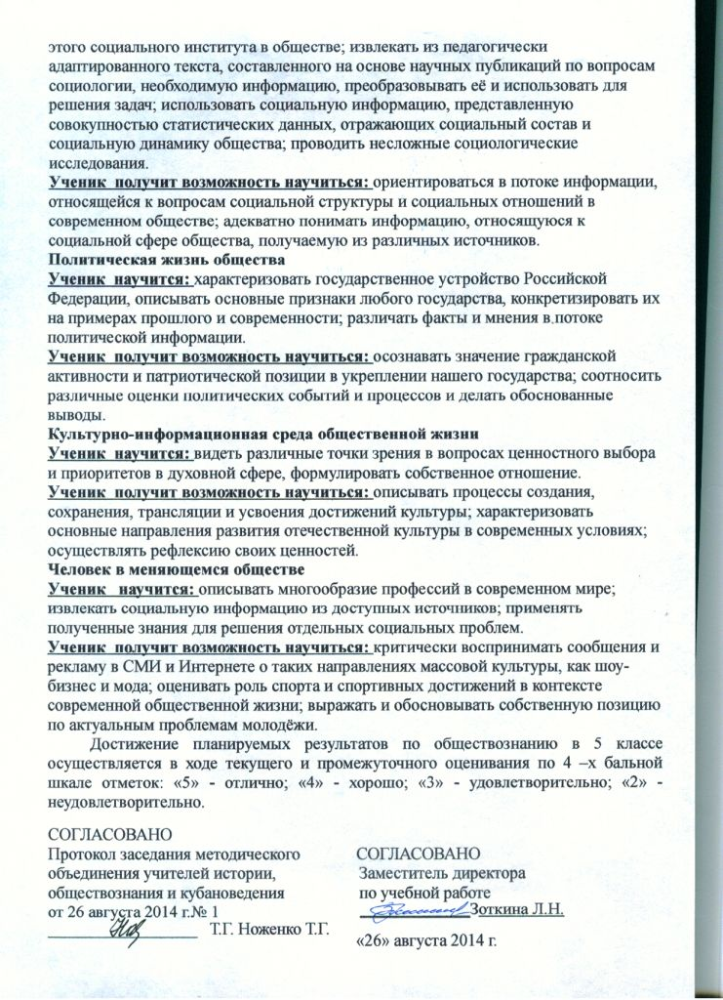 этого социального института в обществе; извлекать из педагогически
адаптированного текста, составленного на основе научных публикаций по вопросам
социологии, необходимую информацию, преобразовывать её и использовать для
решения задач; использовать социальную информацию, представленную
совокупностью статистических данных, отражающих социальный состав и
социальную динамику общества; проводить несложные социологические
исследования.
Ученик получит возможность научиться: ориентироваться в потоке информации,
относящейся к вопросам социальной структуры и социальных отношений в
современном обществе; адекватно понимать информацию, относящуюся к
социальной сфере общества, получаемую из различных источников.
Политическая жизнь общества
Ученик научится: характеризовать государственное устройство Российской
Федерации, описывать основные признаки любого государства, конкретизировать их
на примерах прошлого и современности; различать факты и мнения в потоке
политической информации.
Ученик получит возможность научиться: осознавать значение гражданской
активности и патриотической позиции в укреплении нашего государства; соотносить
различные оценки политических событий и процессов и делать обоснованные
выводы.
Культурно-информационная среда общественной жизни
Ученик научится: видеть различные точки зрения в вопросах ценностного выбора
и приоритетов в духовной сфере, формулировать собственное отношение.
Ученик получит возможность научиться: описывать процессы создания,
сохранения, трансляции и усвоения достижений культуры; характеризовать
основные направления развития отечественной культуры в современных условиях;
осуществлять рефлексию своих ценностей.
Человек в меняющемся обществе
Ученик научится: описывать многообразие профессий в современном мире;
извлекать социальную информацию из доступных источников; применять
полученные знания для решения отдельных социальных проблем.
Ученик получит возможность научиться: критически воспринимать сообщения и
рекламу в СМИ и Интернете о таких направлениях массовой культуры, как шоу-
бизнес и мода; оценивать роль спорта и спортивных достижений в контексте
современной общественной жизни; выражать и обосновывать собственную позицию
по актуальным проблемам молодёжи.
Достижение планируемых результатов по обществознанию в 5 классе
осуществляется в ходе текущего и промежуточного оценивания по 4 –х бальной
шкале отметок: «5» - отлично; «4» - хорошо; «3» - удовлетворительно; «2» -
неудовлетворительно.
СОГЛАСОВАНО
Протокол заседания методического
объединения учителей истории,
обществознания и кубановедения
от 26 августа 2014 г.№ 1
Т.Г. Ноженко Т.Г.
СОГЛАСОВАНО
Заместитель директора
по учебной работе
Зоткина Л.Н.
«26» августа 2014 г.